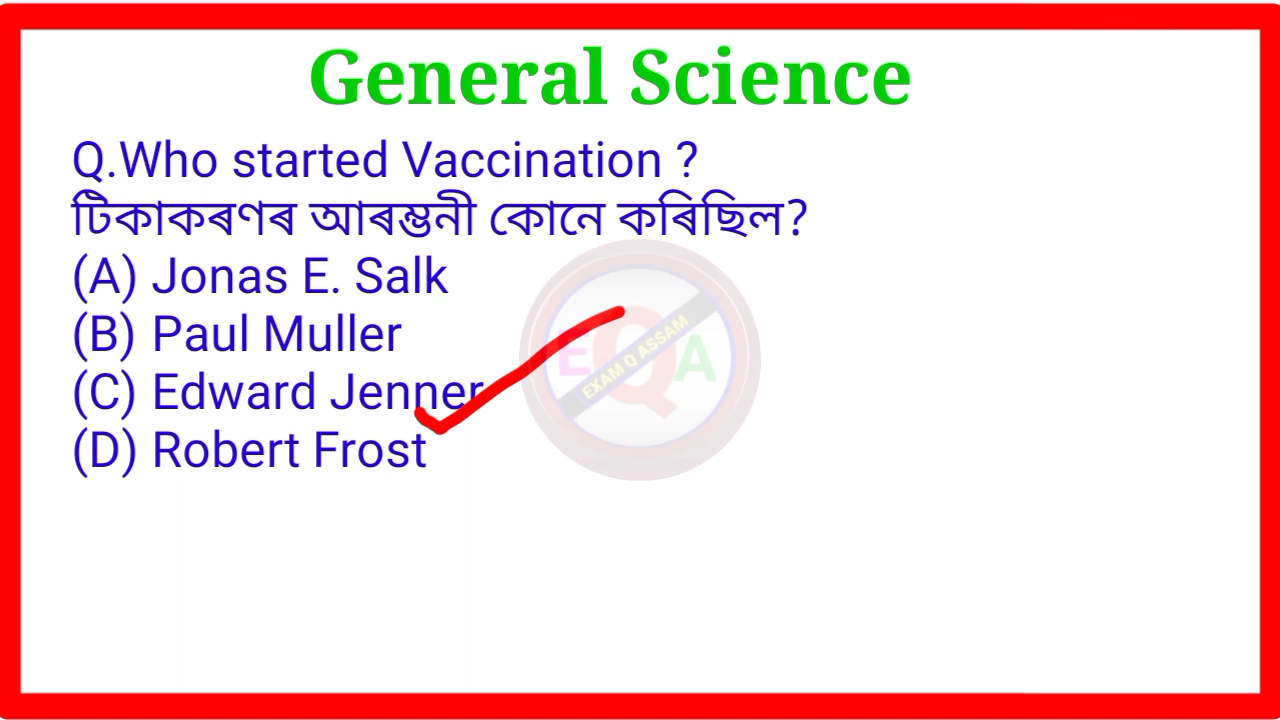 General Science
Q.Who started Vaccination ?
টিকাকৰণৰ আৰম্ভনী কোনে কৰিছিল?
(A) Jonas E. Salk
(B) Paul Muller
(C) Edward Jenner
(D) Robert Frost
EQA
EXAM Q ASSAM